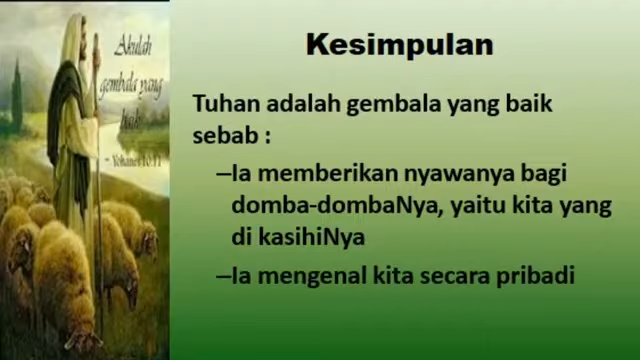 Akulah
gembala yang
baik
~ Yohanes 10:11
Kesimpulan
Tuhan adalah gembala yang baik
sebab :
–Ia memberikan nyawanya bagi
domba-dombaNya, yaitu kita yang
di kasihiNya
–Ia mengenal kita secara pribadi